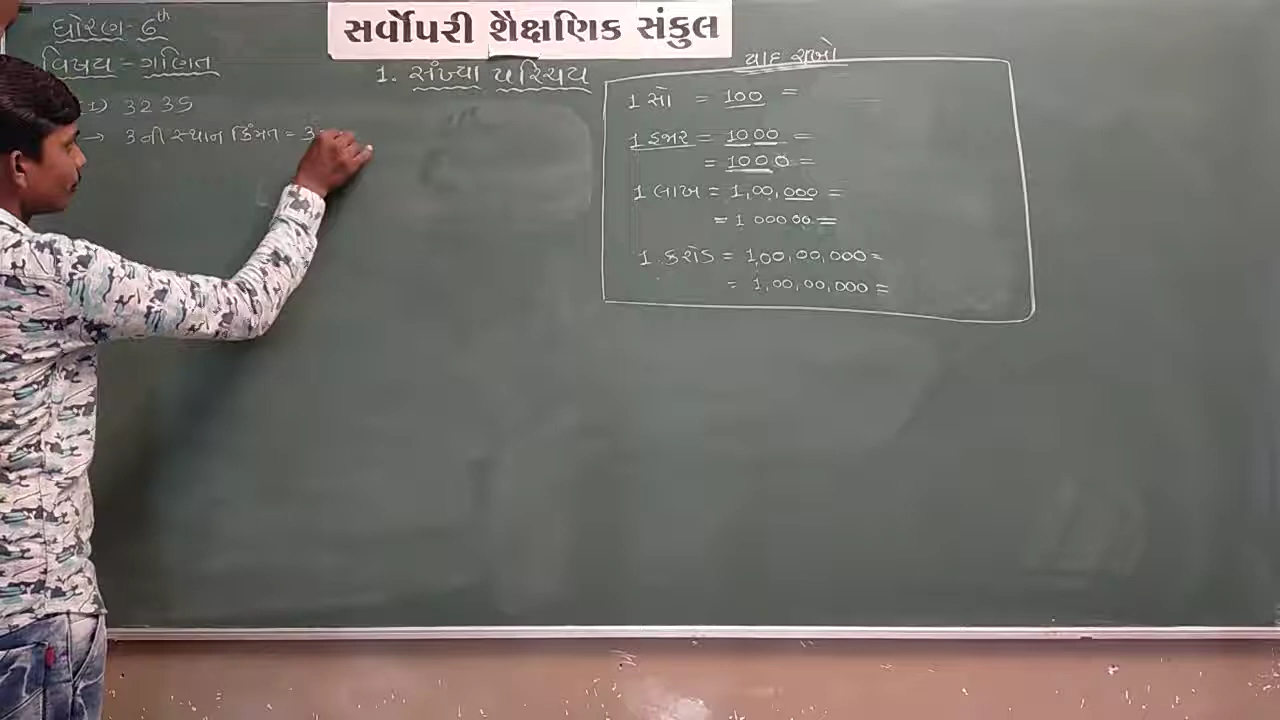 સર્વોપરી શૈક્ષણિક સંકુલ
ધોરણ - 6th
વિષય - ગણિત
1. સંખ્યા પરિચય
1) 3235
→ 3ની સ્થાન કિંમત = 3
યાદ રાખો
1 સો = 100 =
1 હજાર = 1000 =
= 1000 =
1 લાખ = 1,00,000 =
= 1 00000 =
1 કરોડ = 1,00,00,000 =
= 1,00,00,000 =